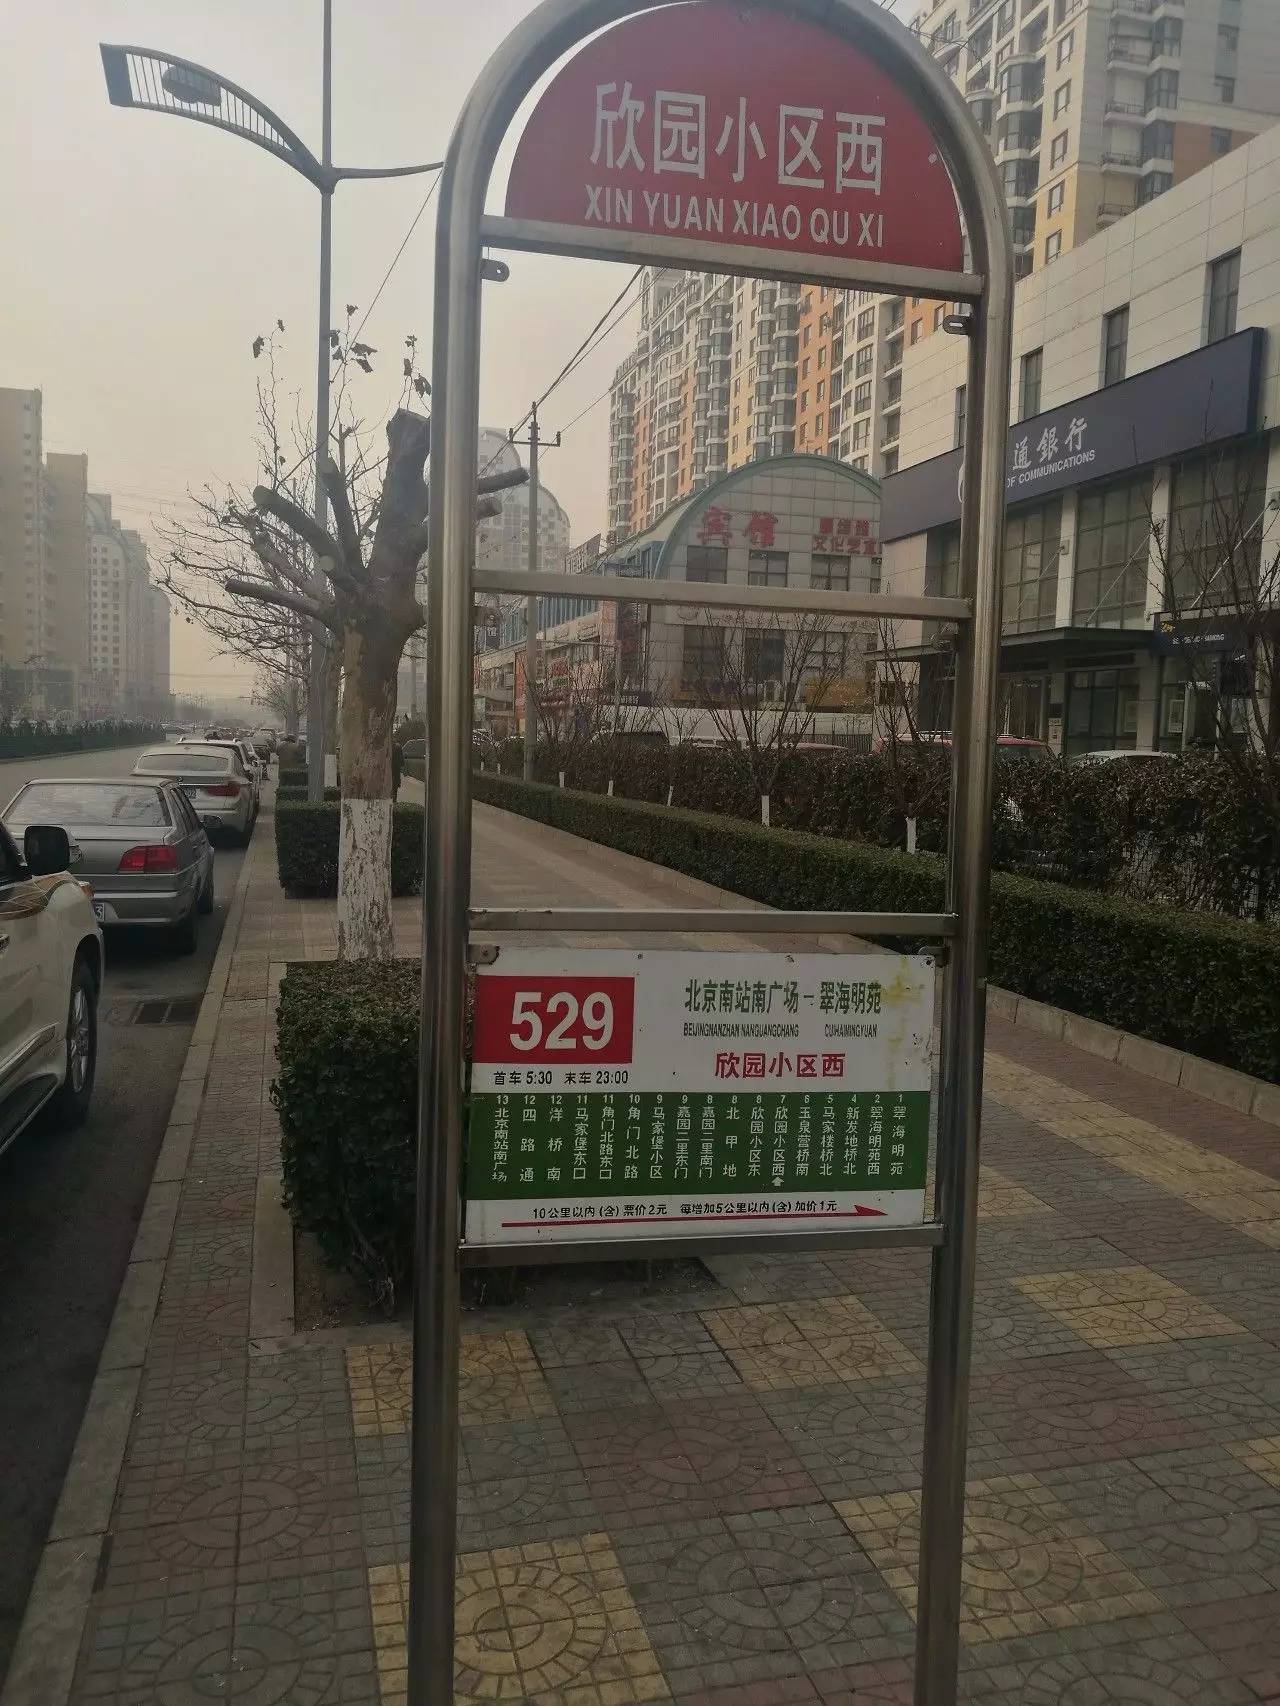 欣园小区西
XIN YUAN XIAO QU XI
通銀行
OF COMMUNICATIONS
宾馆
529
北京南站南广场 - 翠海明苑
BEIJINGNANZHAN NANGUANGCHANG CUIHAIMINGYUAN
欣园小区西
首车 5:30 末车 23:00
13 北京南站南广场
12 四路通
12 洋桥南
11 马家堡东口
11 角门北路东口
10 角门北路
9 马家堡小区
9 嘉园二里东门
8 嘉园二里南门
8 北甲地
8 欣园小区东
7 欣园小区西
6 玉泉营桥南
5 马家楼桥北
4 新发地桥北
2 翠海明苑西
1 翠海明苑
10公里以内(含)票价2元 每增加5公里以内(含)加价1元